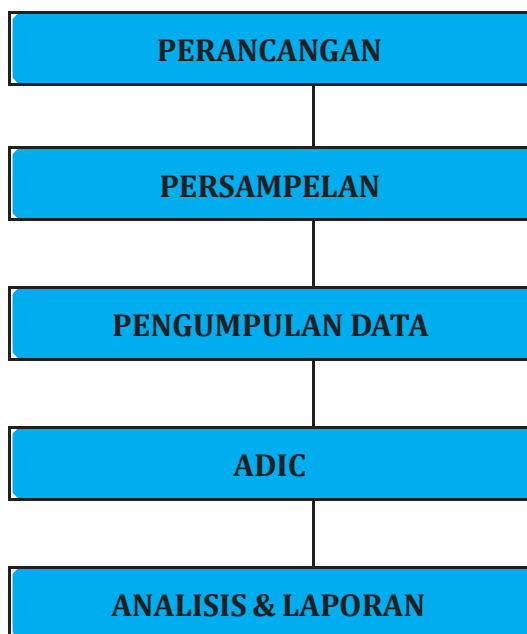 PERANCANGAN
PERSAMPELAN
PENGUMPULAN DATA
ADIC
ANALISIS & LAPORAN